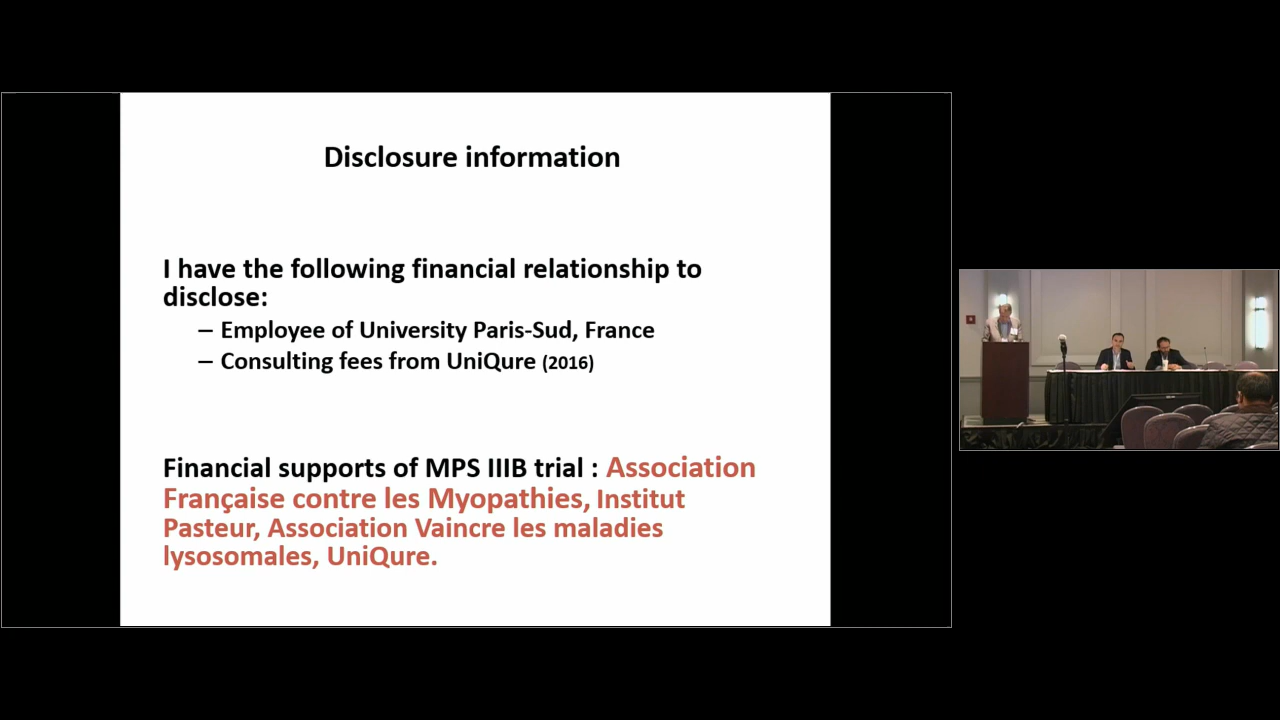 Disclosure information
I have the following financial relationship to
disclose:
– Employee of University Paris-Sud, France
– Consulting fees from UniQure (2016)
Financial supports of MPS IIIB trial : Association
Française contre les Myopathies, Institut
Pasteur, Association Vaincre les maladies
lysosomales, UniQure.